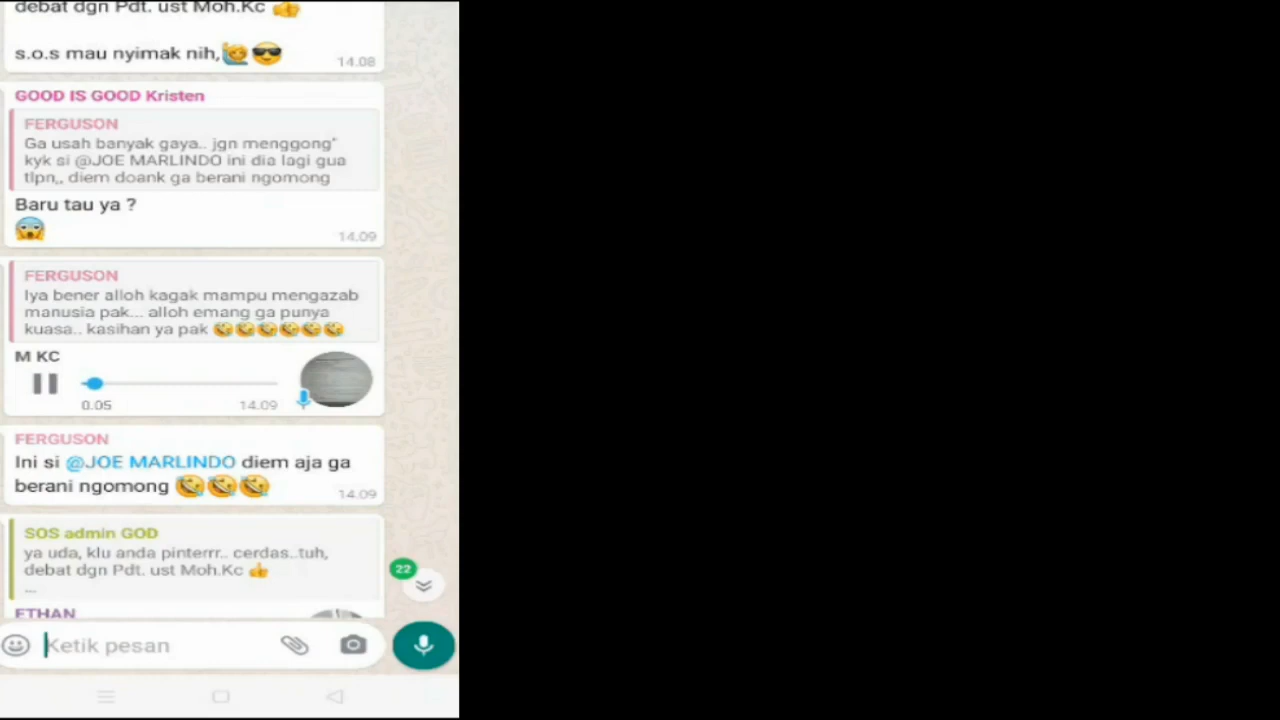 debat dgn Pdt. ust Moh.Kc 👍
s.o.s mau nyimak nih,🙋😎
14.08
GOOD IS GOOD Kristen
FERGUSON
Ga usah banyak gaya.. jgn menggong"
kyk si @JOE MARLINDO ini dia lagi gua
tlpn,, diem doank ga berani ngomong
Baru tau ya ?
😱
14.09
FERGUSON
Iya bener alloh kagak mampu mengazab
manusia pak... alloh emang ga punya
kuasa.. kasihan ya pak 🤣🤣🤣🤣🤣🤣
M KC
0.05
14.09
FERGUSON
Ini si @JOE MARLINDO diem aja ga
berani ngomong 🤣🤣🤣
14.09
SOS admin GOD
ya uda, klu anda pinterrr.. cerdas..tuh,
debat dgn Pdt. ust Moh.Kc 👍
...
22
ETHAN
Ketik pesan